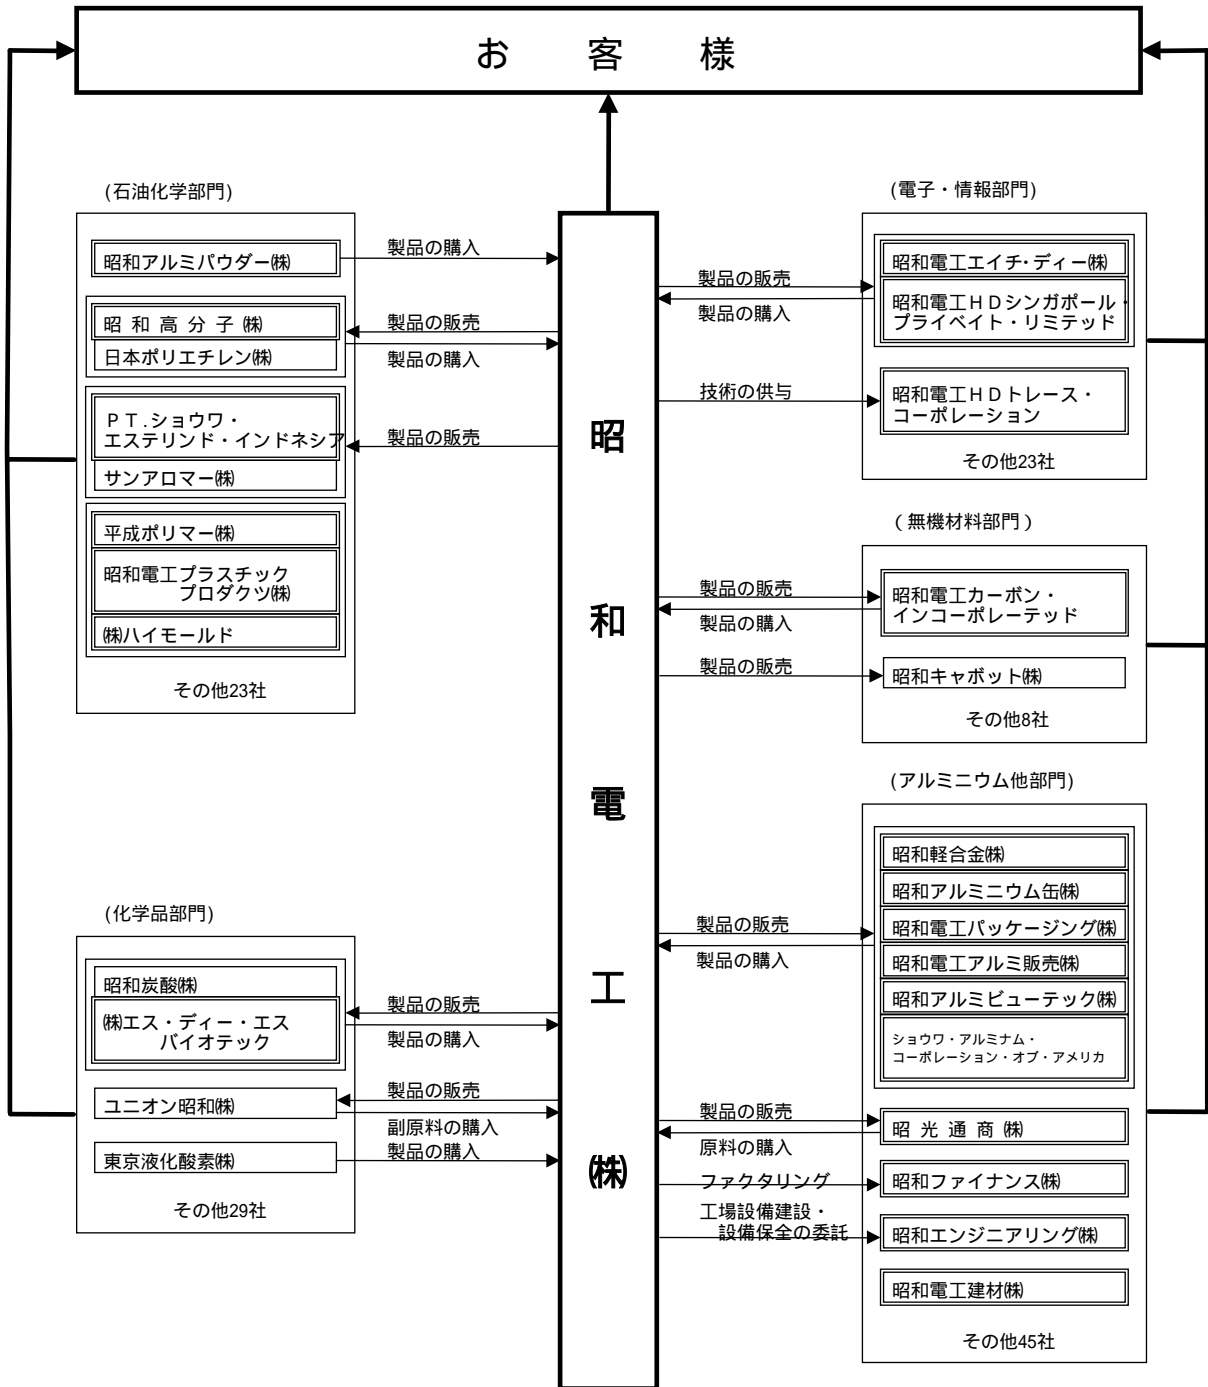 お 客 様
(石油化学部門)
昭和アルミパウダー㈱
製品の購入
昭 和 高 分 子 ㈱
日本ポリエチレン㈱
製品の販売
製品の購入
ＰＴ.ショウワ・
エステリンド・インドネシア
サンアロマー㈱
製品の販売
平成ポリマー㈱
昭和電工プラスチック
プロダクツ㈱
㈱ハイモールド
その他23社
(化学品部門)
昭和炭酸㈱
㈱エス・ディー・エス
バイオテック
製品の販売
製品の購入
ユニオン昭和㈱
製品の販売
副原料の購入
東京液化酸素㈱
製品の購入
その他29社
昭
和
電
工
㈱
(電子・情報部門)
製品の販売
製品の購入
昭和電工エイチ・ディー㈱
昭和電工ＨＤシンガポール・
プライベイト・リミテッド
技術の供与
昭和電工ＨＤトレース・
コーポレーション
その他23社
(無機材料部門)
製品の販売
製品の購入
昭和電工カーボン・
インコーポレーテッド
製品の販売
昭和キャボット㈱
その他8社
(アルミニウム他部門)
昭和軽合金㈱
昭和アルミニウム缶㈱
昭和電工パッケージング㈱
昭和電工アルミ販売㈱
昭和アルミビューテック㈱
ショウワ・アルミナム・
コーポレーション・オブ・アメリカ
製品の販売
製品の購入
製品の販売
原料の購入
昭 光 通 商 ㈱
ファクタリング
昭和ファイナンス㈱
工場設備建設・
設備保全の委託
昭和エンジニアリング㈱
昭和電工建材㈱
その他45社